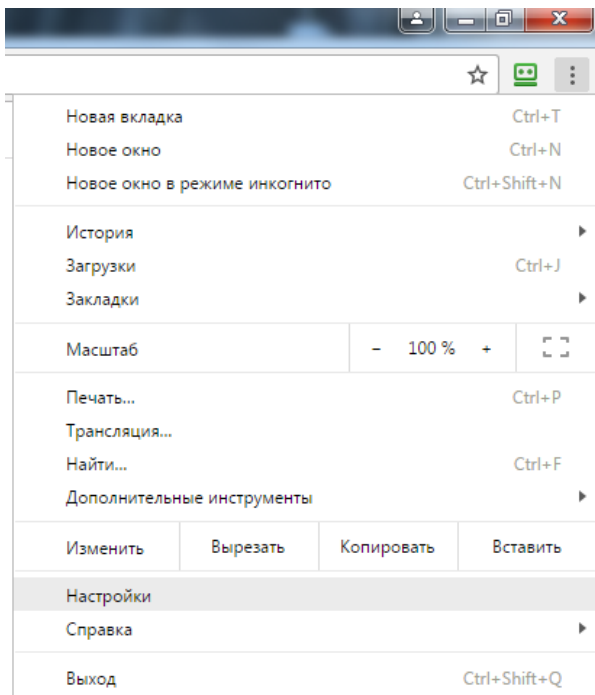 Новая вкладка Ctrl+T
Новое окно Ctrl+N
Новое окно в режиме инкогнито Ctrl+Shift+N
История
Загрузки Ctrl+J
Закладки
Масштаб - 100 % +
Печать... Ctrl+P
Трансляция...
Найти... Ctrl+F
Дополнительные инструменты
Изменить Вырезать Копировать Вставить
Настройки
Справка
Выход Ctrl+Shift+Q